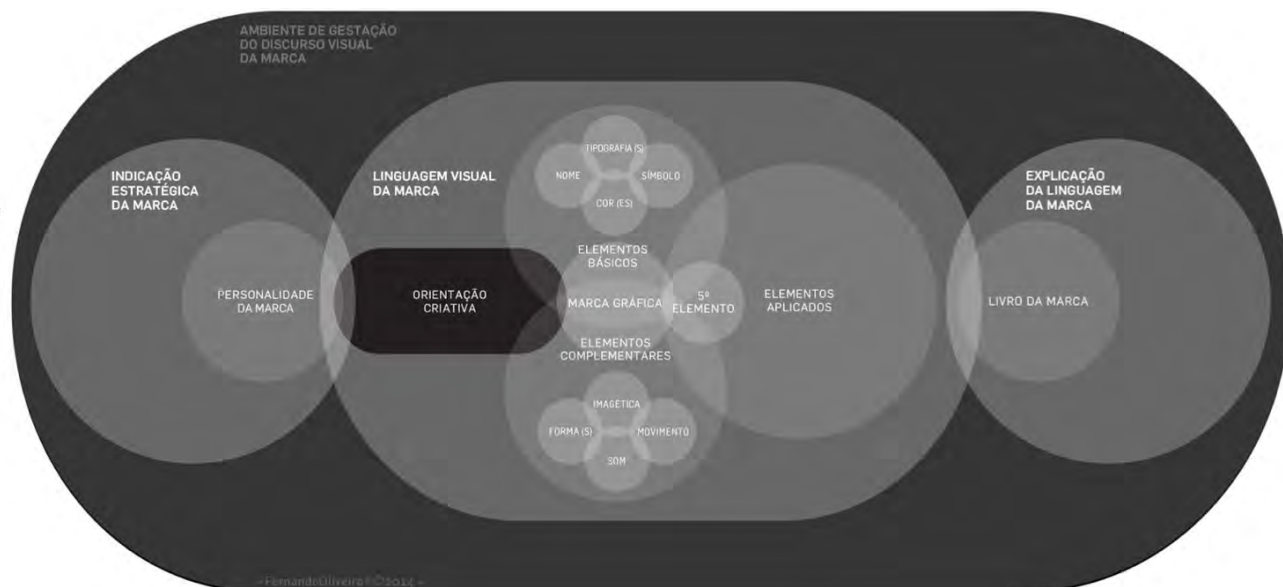 AMBIENTE DE GESTAÇÃO
DO DISCURSO VISUAL
DA MARCA
INDICAÇÃO
ESTRATÉGICA
DA MARCA
PERSONALIDADE
DA MARCA
LINGUAGEM VISUAL
DA MARCA
ORIENTAÇÃO
CRIATIVA
TIPOGRAFIA (S)
NOME
SÍMBOLO
COR (ES)
ELEMENTOS
BÁSICOS
MARCA GRÁFICA
5º
ELEMENTO
ELEMENTOS
COMPLEMENTARES
IMAGÉTICA
FORMA (S)
MOVIMENTO
SOM
ELEMENTOS
APLICADOS
EXPLICAÇÃO
DA LINGUAGEM
DA MARCA
LIVRO DA MARCA
- FernandoOliveira®©2014 -